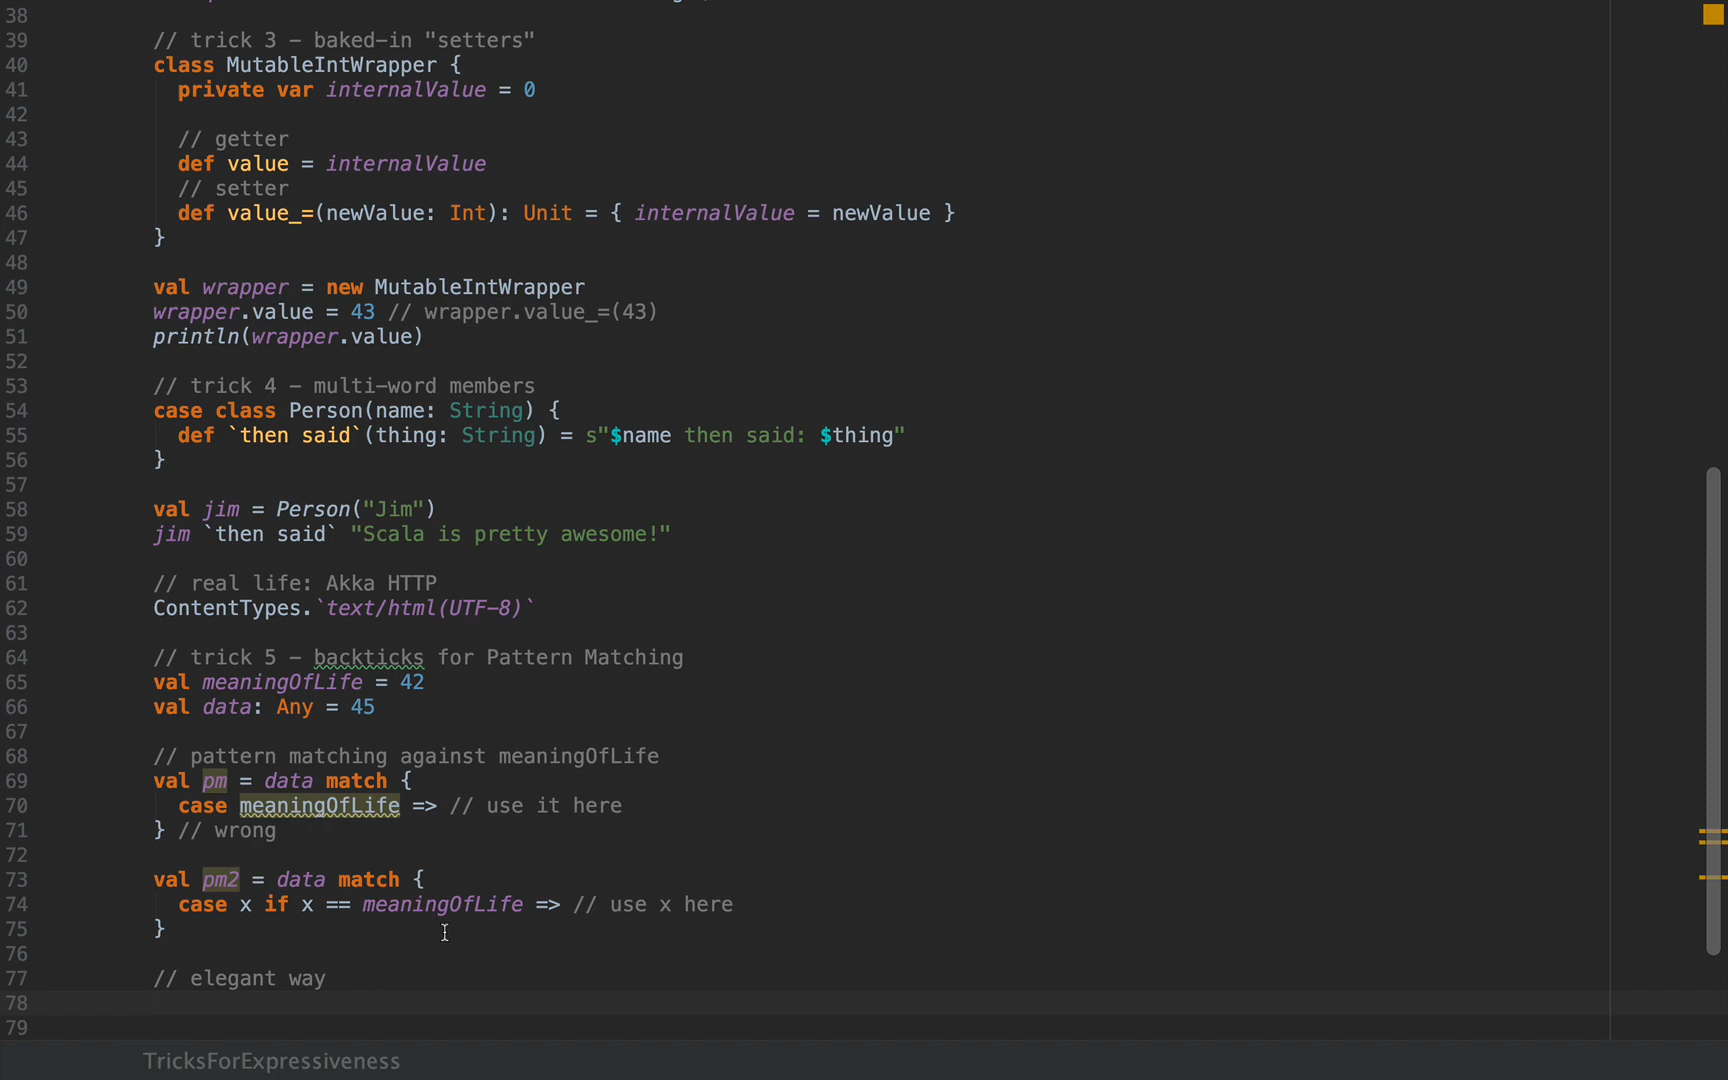 38
39 // trick 3 – baked-in "setters"
40 class MutableIntWrapper {
41 private var internalValue = 0
42
43 // getter
44 def value = internalValue
45 // setter
46 def value_=(newValue: Int): Unit = { internalValue = newValue }
47 }
48
49 val wrapper = new MutableIntWrapper
50 wrapper.value = 43 // wrapper.value_=(43)
51 println(wrapper.value)
52
53 // trick 4 – multi-word members
54 case class Person(name: String) {
55 def `then said`(thing: String) = s"$name then said: $thing"
56 }
57
58 val jim = Person("Jim")
59 jim `then said` "Scala is pretty awesome!"
60
61 // real life: Akka HTTP
62 ContentTypes.`text/html(UTF-8)`
63
64 // trick 5 – backticks for Pattern Matching
65 val meaningOfLife = 42
66 val data: Any = 45
67
68 // pattern matching against meaningOfLife
69 val pm = data match {
70 case meaningOfLife => // use it here
71 } // wrong
72
73 val pm2 = data match {
74 case x if x == meaningOfLife => // use x here
75 }
76
77 // elegant way
78
79
TricksForExpressiveness